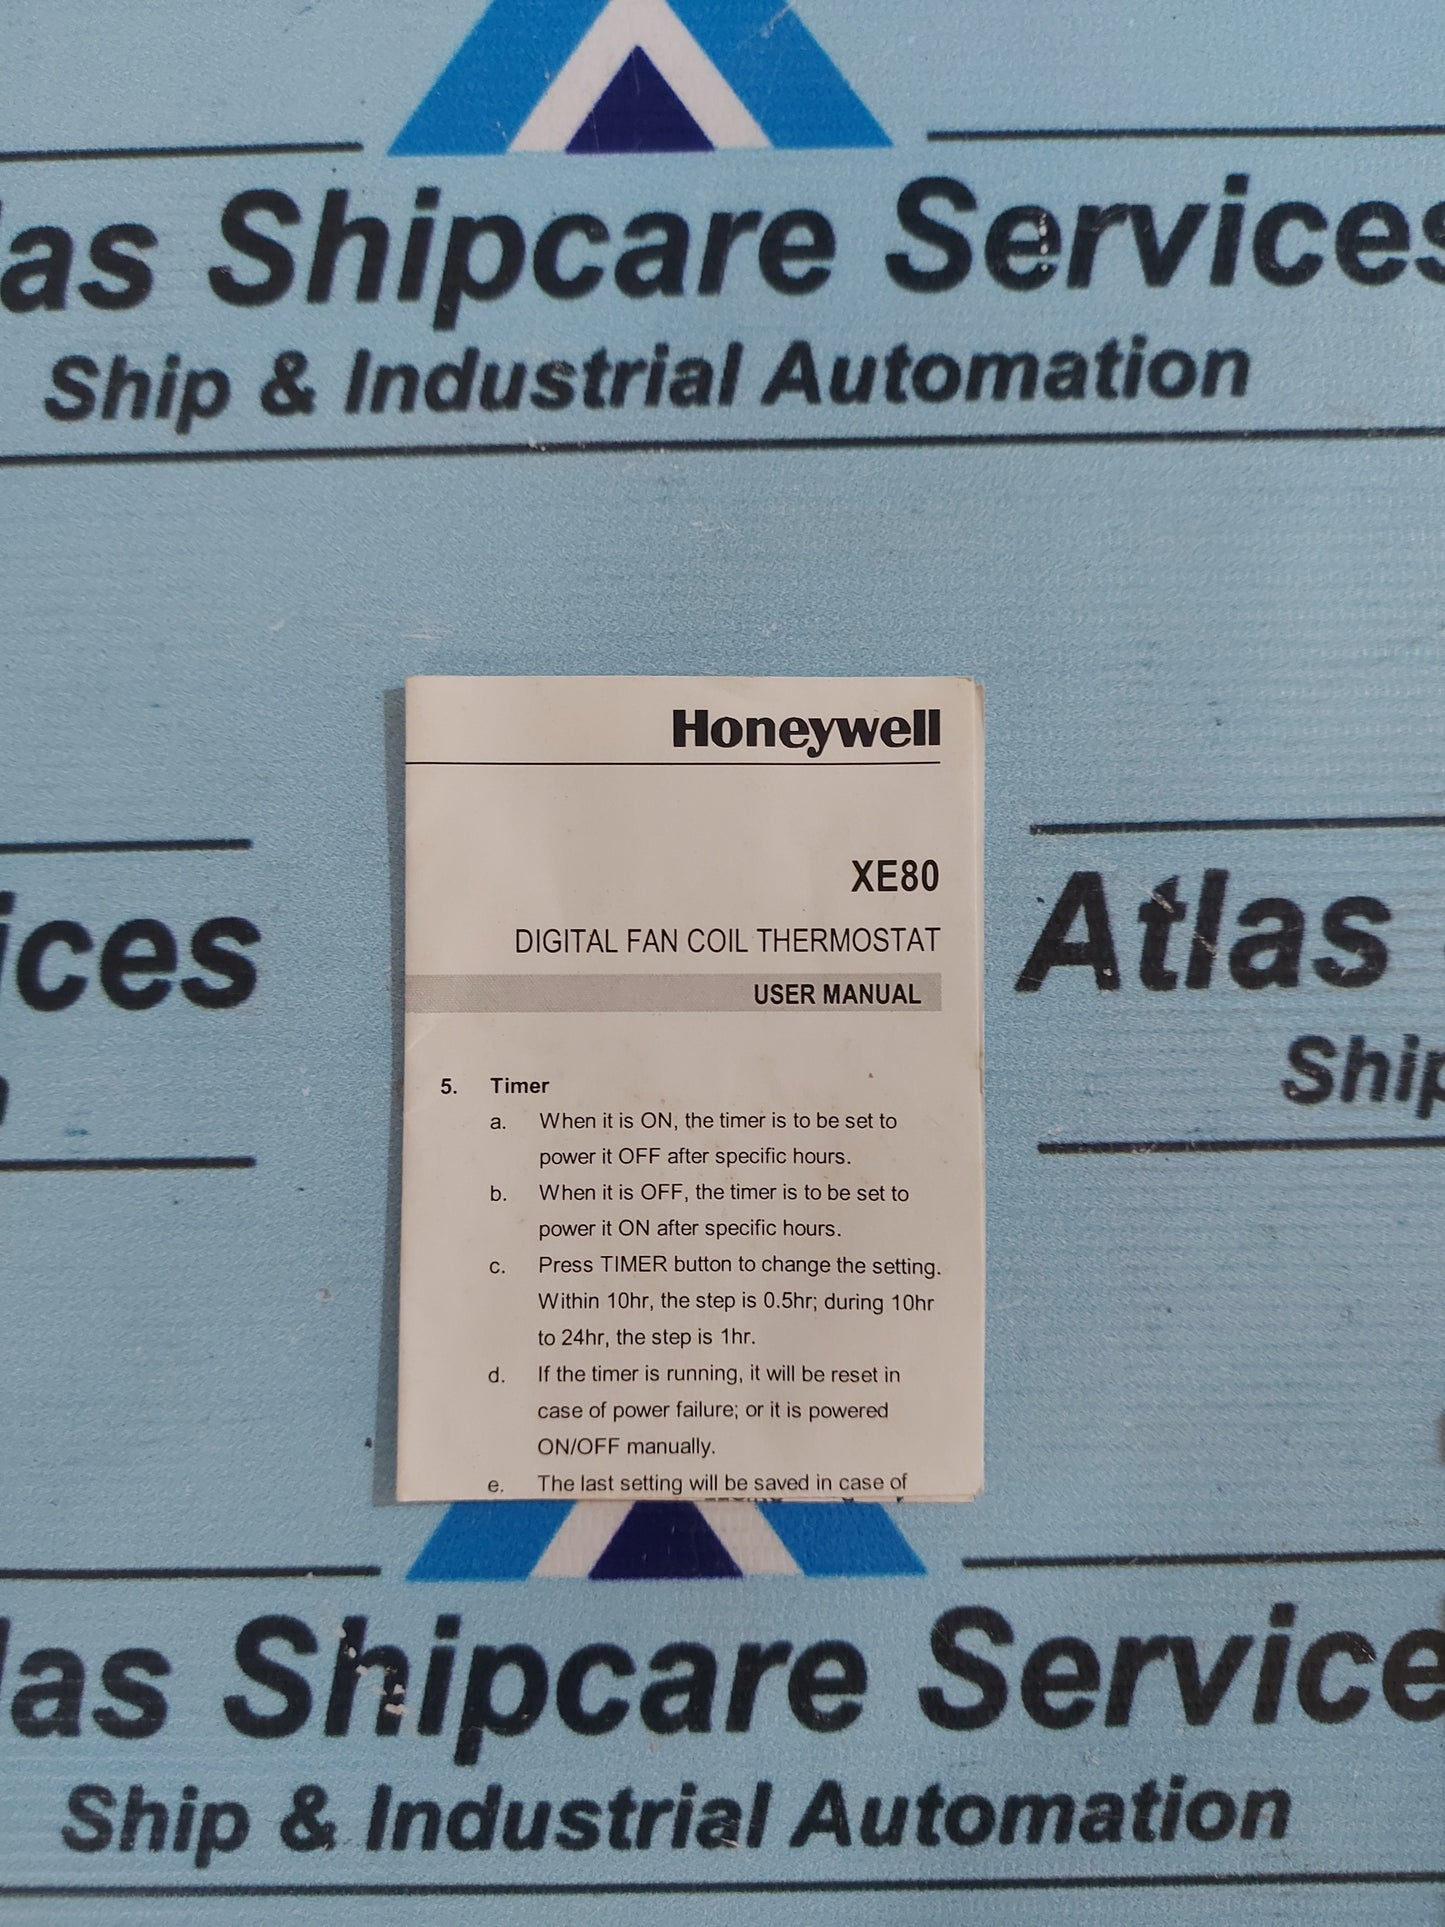 las Shipcare Services
Ship & Industrial Automation
Honeywell
XE80
DIGITAL FAN COIL THERMOSTAT
USER MANUAL
ices
Atlas
Ship
5. Timer
a. When it is ON, the timer is to be set to
power it OFF after specific hours.
b. When it is OFF, the timer is to be set to
power it ON after specific hours.
c. Press TIMER button to change the setting.
Within 10hr, the step is 0.5hr; during 10hr
to 24hr, the step is 1hr.
d. If the timer is running, it will be reset in
case of power failure; or it is powered
ON/OFF manually.
e. The last setting will be saved in case of
las Shipcare Service
Ship & Industrial Automation